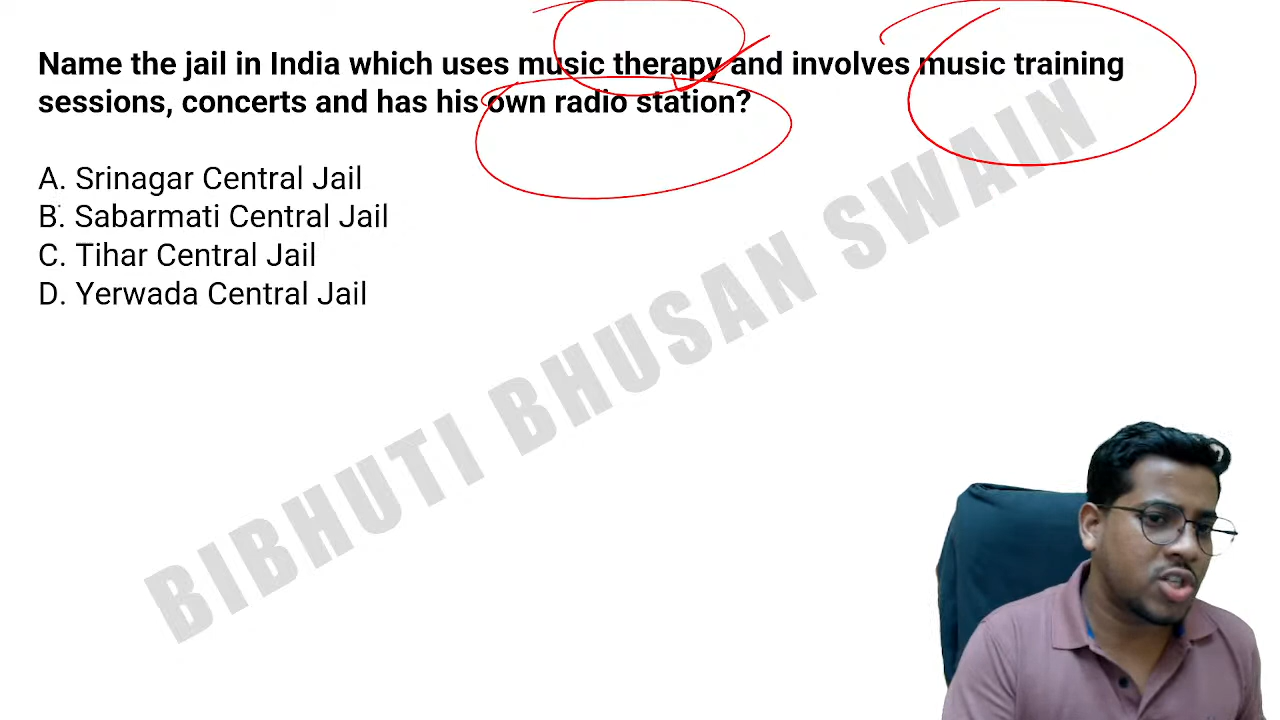 Name the jail in India which uses music therapy and involves music training
sessions, concerts and has his own radio station?
A. Srinagar Central Jail
B. Sabarmati Central Jail
C. Tihar Central Jail
D. Yerwada Central Jail
BIBHUTI BHUSAN SWAIN